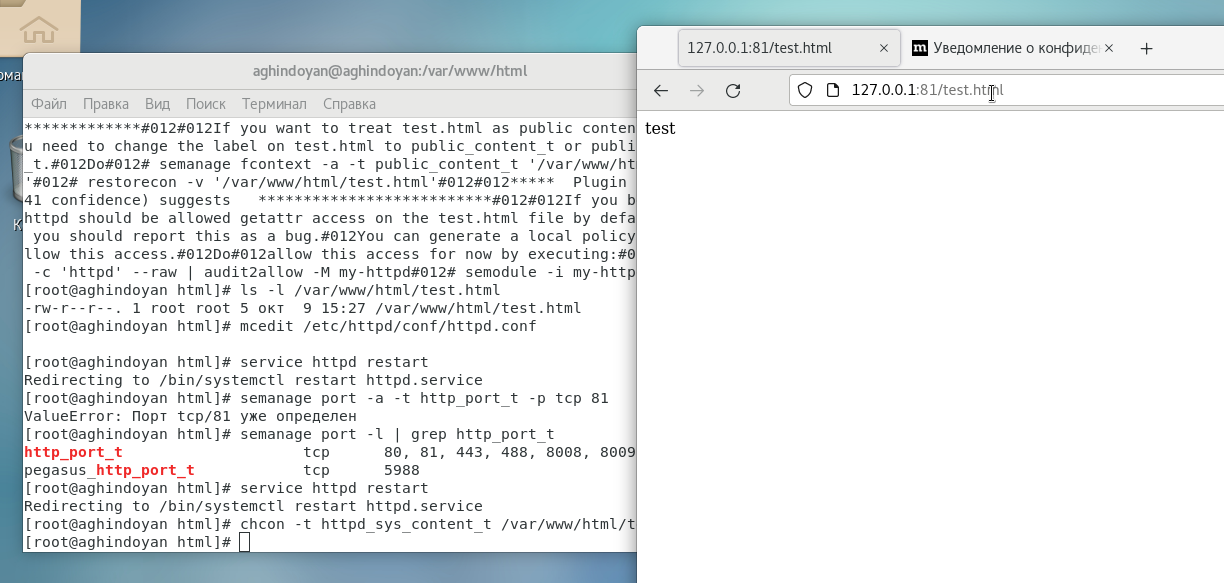 ома
К
aghindoyan@aghindoyan:/var/www/html
Файл Правка Вид Поиск Терминал Справка
*************#012#012If you want to treat test.html as public conten
u need to change the label on test.html to public_content_t or publi
_t.#012Do#012# semanage fcontext -a -t public_content_t '/var/www/ht
'#012# restorecon -v '/var/www/html/test.html'#012#012***** Plugin
41 confidence) suggests **************************#012#012If you b
httpd should be allowed getattr access on the test.html file by defa
you should report this as a bug.#012You can generate a local policy
llow this access.#012Do#012allow this access for now by executing:#0
-c 'httpd' --raw | audit2allow -M my-httpd#012# semodule -i my-http
[root@aghindoyan html]# ls -l /var/www/html/test.html
-rw-r--r--. 1 root root 5 окт 9 15:27 /var/www/html/test.html
[root@aghindoyan html]# mcedit /etc/httpd/conf/httpd.conf
[root@aghindoyan html]# service httpd restart
Redirecting to /bin/systemctl restart httpd.service
[root@aghindoyan html]# semanage port -a -t http_port_t -p tcp 81
ValueError: Порт tcp/81 уже определен
[root@aghindoyan html]# semanage port -l | grep http_port_t
http_port_t tcp 80, 81, 443, 488, 8008, 8009
pegasus_http_port_t tcp 5988
[root@aghindoyan html]# service httpd restart
Redirecting to /bin/systemctl restart httpd.service
[root@aghindoyan html]# chcon -t httpd_sys_content_t /var/www/html/t
[root@aghindoyan html]#
127.0.0.1:81/test.html
m Уведомление о конфиде
127.0.0.1:81/test.html
test